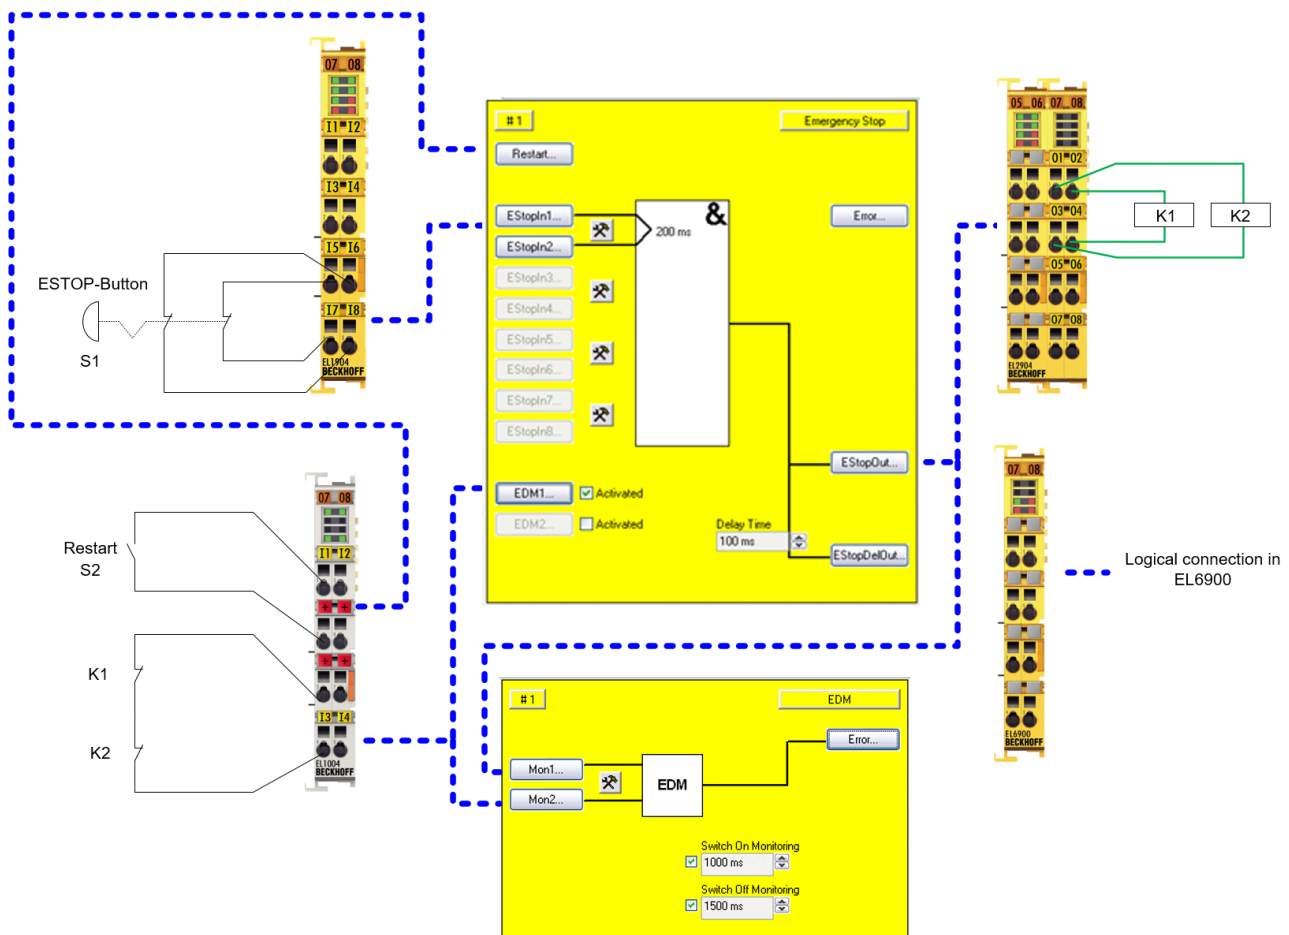 07 08
I1 I2
I3 I4
I5 I6
I7 I8
EL1904
BECKHOFF
ESTOP-Button
S1
# 1
Emergency Stop
Restart...
EStopIn1...
EStopIn2...
EStopIn3...
EStopIn4...
EStopIn5...
EStopIn6...
EStopIn7...
EStopIn8...
&
200 ms
Error...
EStopOut...
EDM1...
Activated
EDM2...
Activated
Delay Time
100 ms
EStopDelOut...
05 06 07 08
01 02
03 04
05 06
07 08
EL2904
BECKHOFF
K1
K2
07 08
I1 I2
+ +
+ +
I3 I4
EL1004
BECKHOFF
Restart
S2
K1
K2
07 08
EL6900
BECKHOFF
Logical connection in
EL6900
# 1
EDM
Error...
Mon1...
Mon2...
EDM
Switch On Monitoring
1000 ms
Switch Off Monitoring
1500 ms